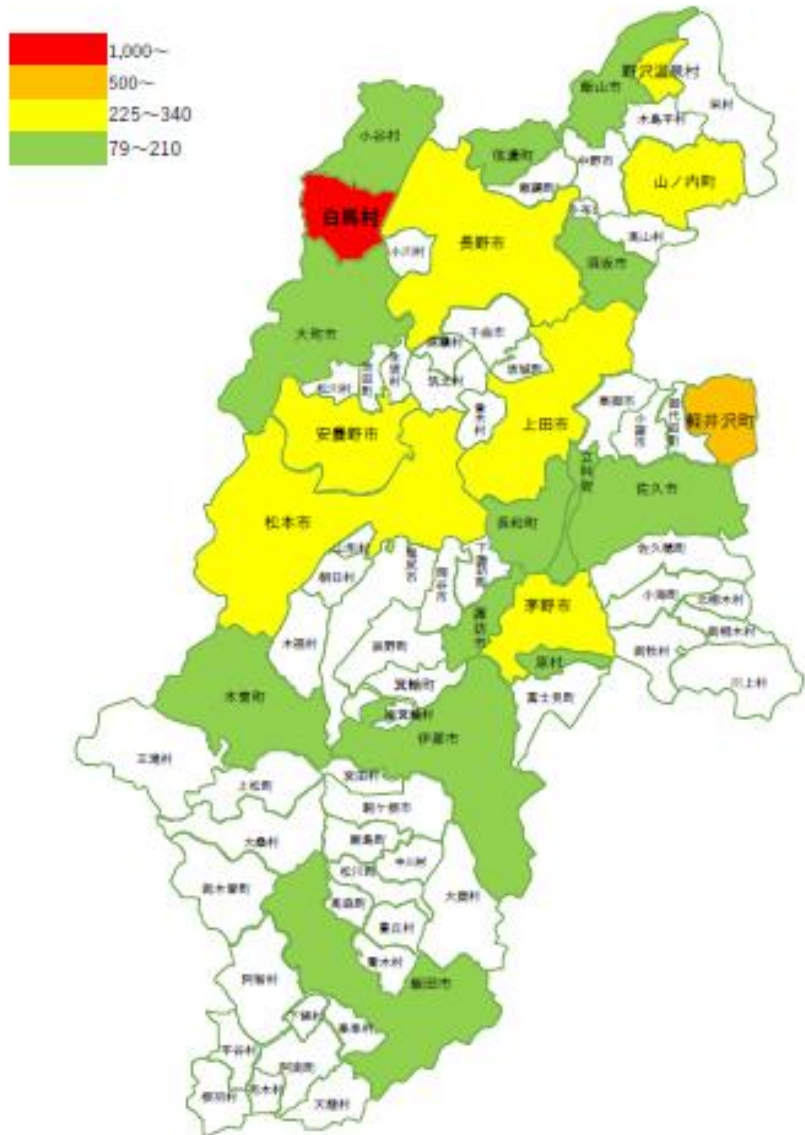 1,000～
500～
225～340
79～210
野沢温泉村
飯山市
栄村
木島平村
小谷村
信濃町
中野市
飯綱町
山ノ内町
白馬村
長野市
小川村
高山村
須坂市
大町市
千曲市
坂城町
松川村
筑北村
青木村
安曇野市
上田市
東御市
小諸市
御代田町
軽井沢町
立科町
佐久市
松本市
長和町
山形村
朝日村
塩尻市
岡谷市
下諏訪町
佐久穂町
小海町
北相木村
南相木村
南牧村
川上村
諏訪市
茅野市
原村
富士見町
木祖村
辰野町
箕輪町
南箕輪村
木曽町
伊那市
王滝村
上松町
宮田村
駒ヶ根市
大桑村
飯島町
中川村
松川町
南木曽町
高森町
豊丘村
大鹿村
喬木村
飯田市
阿智村
下條村
泰阜村
平谷村
阿南町
売木村
根羽村
天龍村